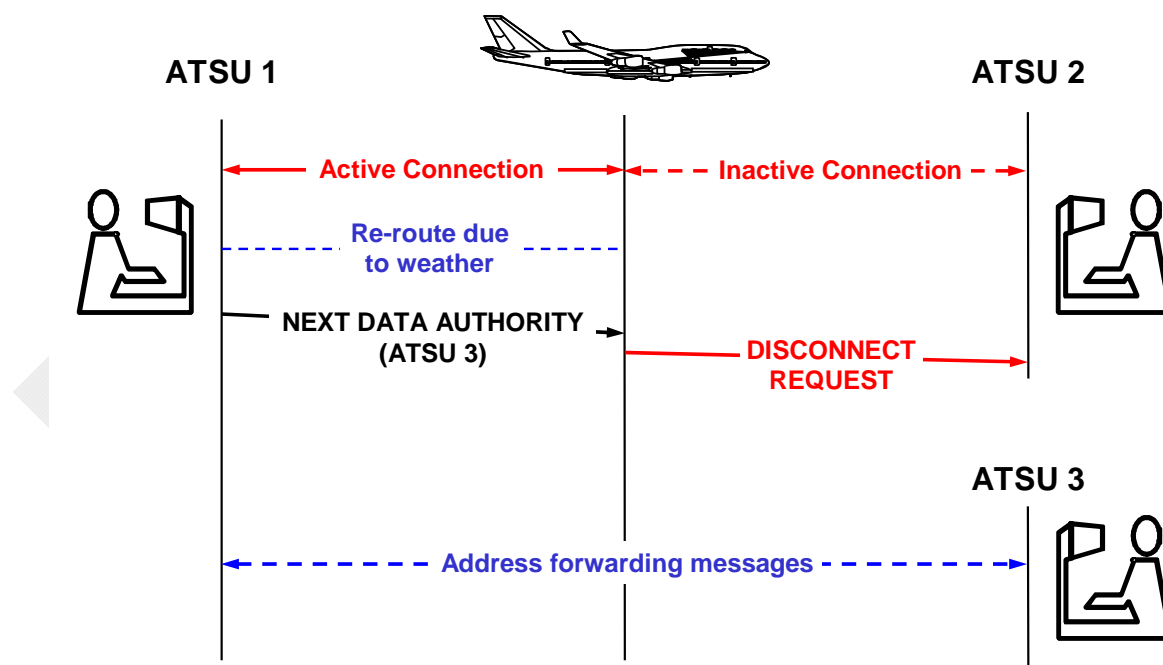 ATSU 1
ATSU 2
Active Connection
Inactive Connection
Re-route due
to weather
NEXT DATA AUTHORITY
(ATSU 3)
DISCONNECT
REQUEST
ATSU 3
Address forwarding messages